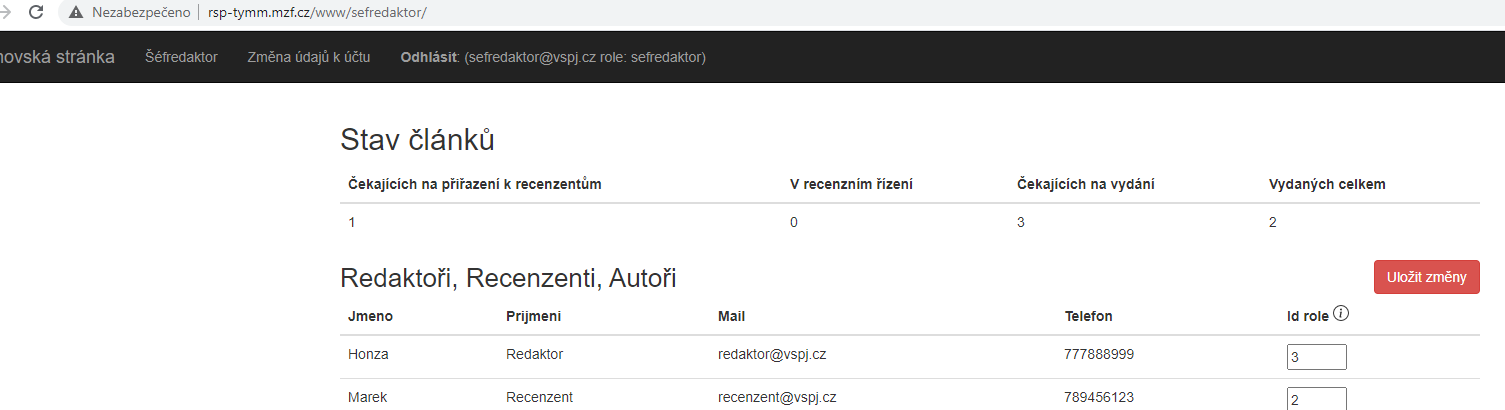 Nezabezpečeno rsp-tymm.mzf.cz/www/sefredaktor/
stránka Šéfredaktor Změna údajů k účtu Odhlásit: (sefredaktor@vspj.cz role: sefredaktor)
Stav článků
Čekajících na přiřazení k recenzentům V recenzním řízení Čekajících na vydání Vydaných celkem
1 0 3 2
Redaktoři, Recenzenti, Autoři Uložit změny
Jmeno Prijmeni Mail Telefon Id role
Honza Redaktor redaktor@vspj.cz 777888999 3
Marek Recenzent recenzent@vspj.cz 789456123 2